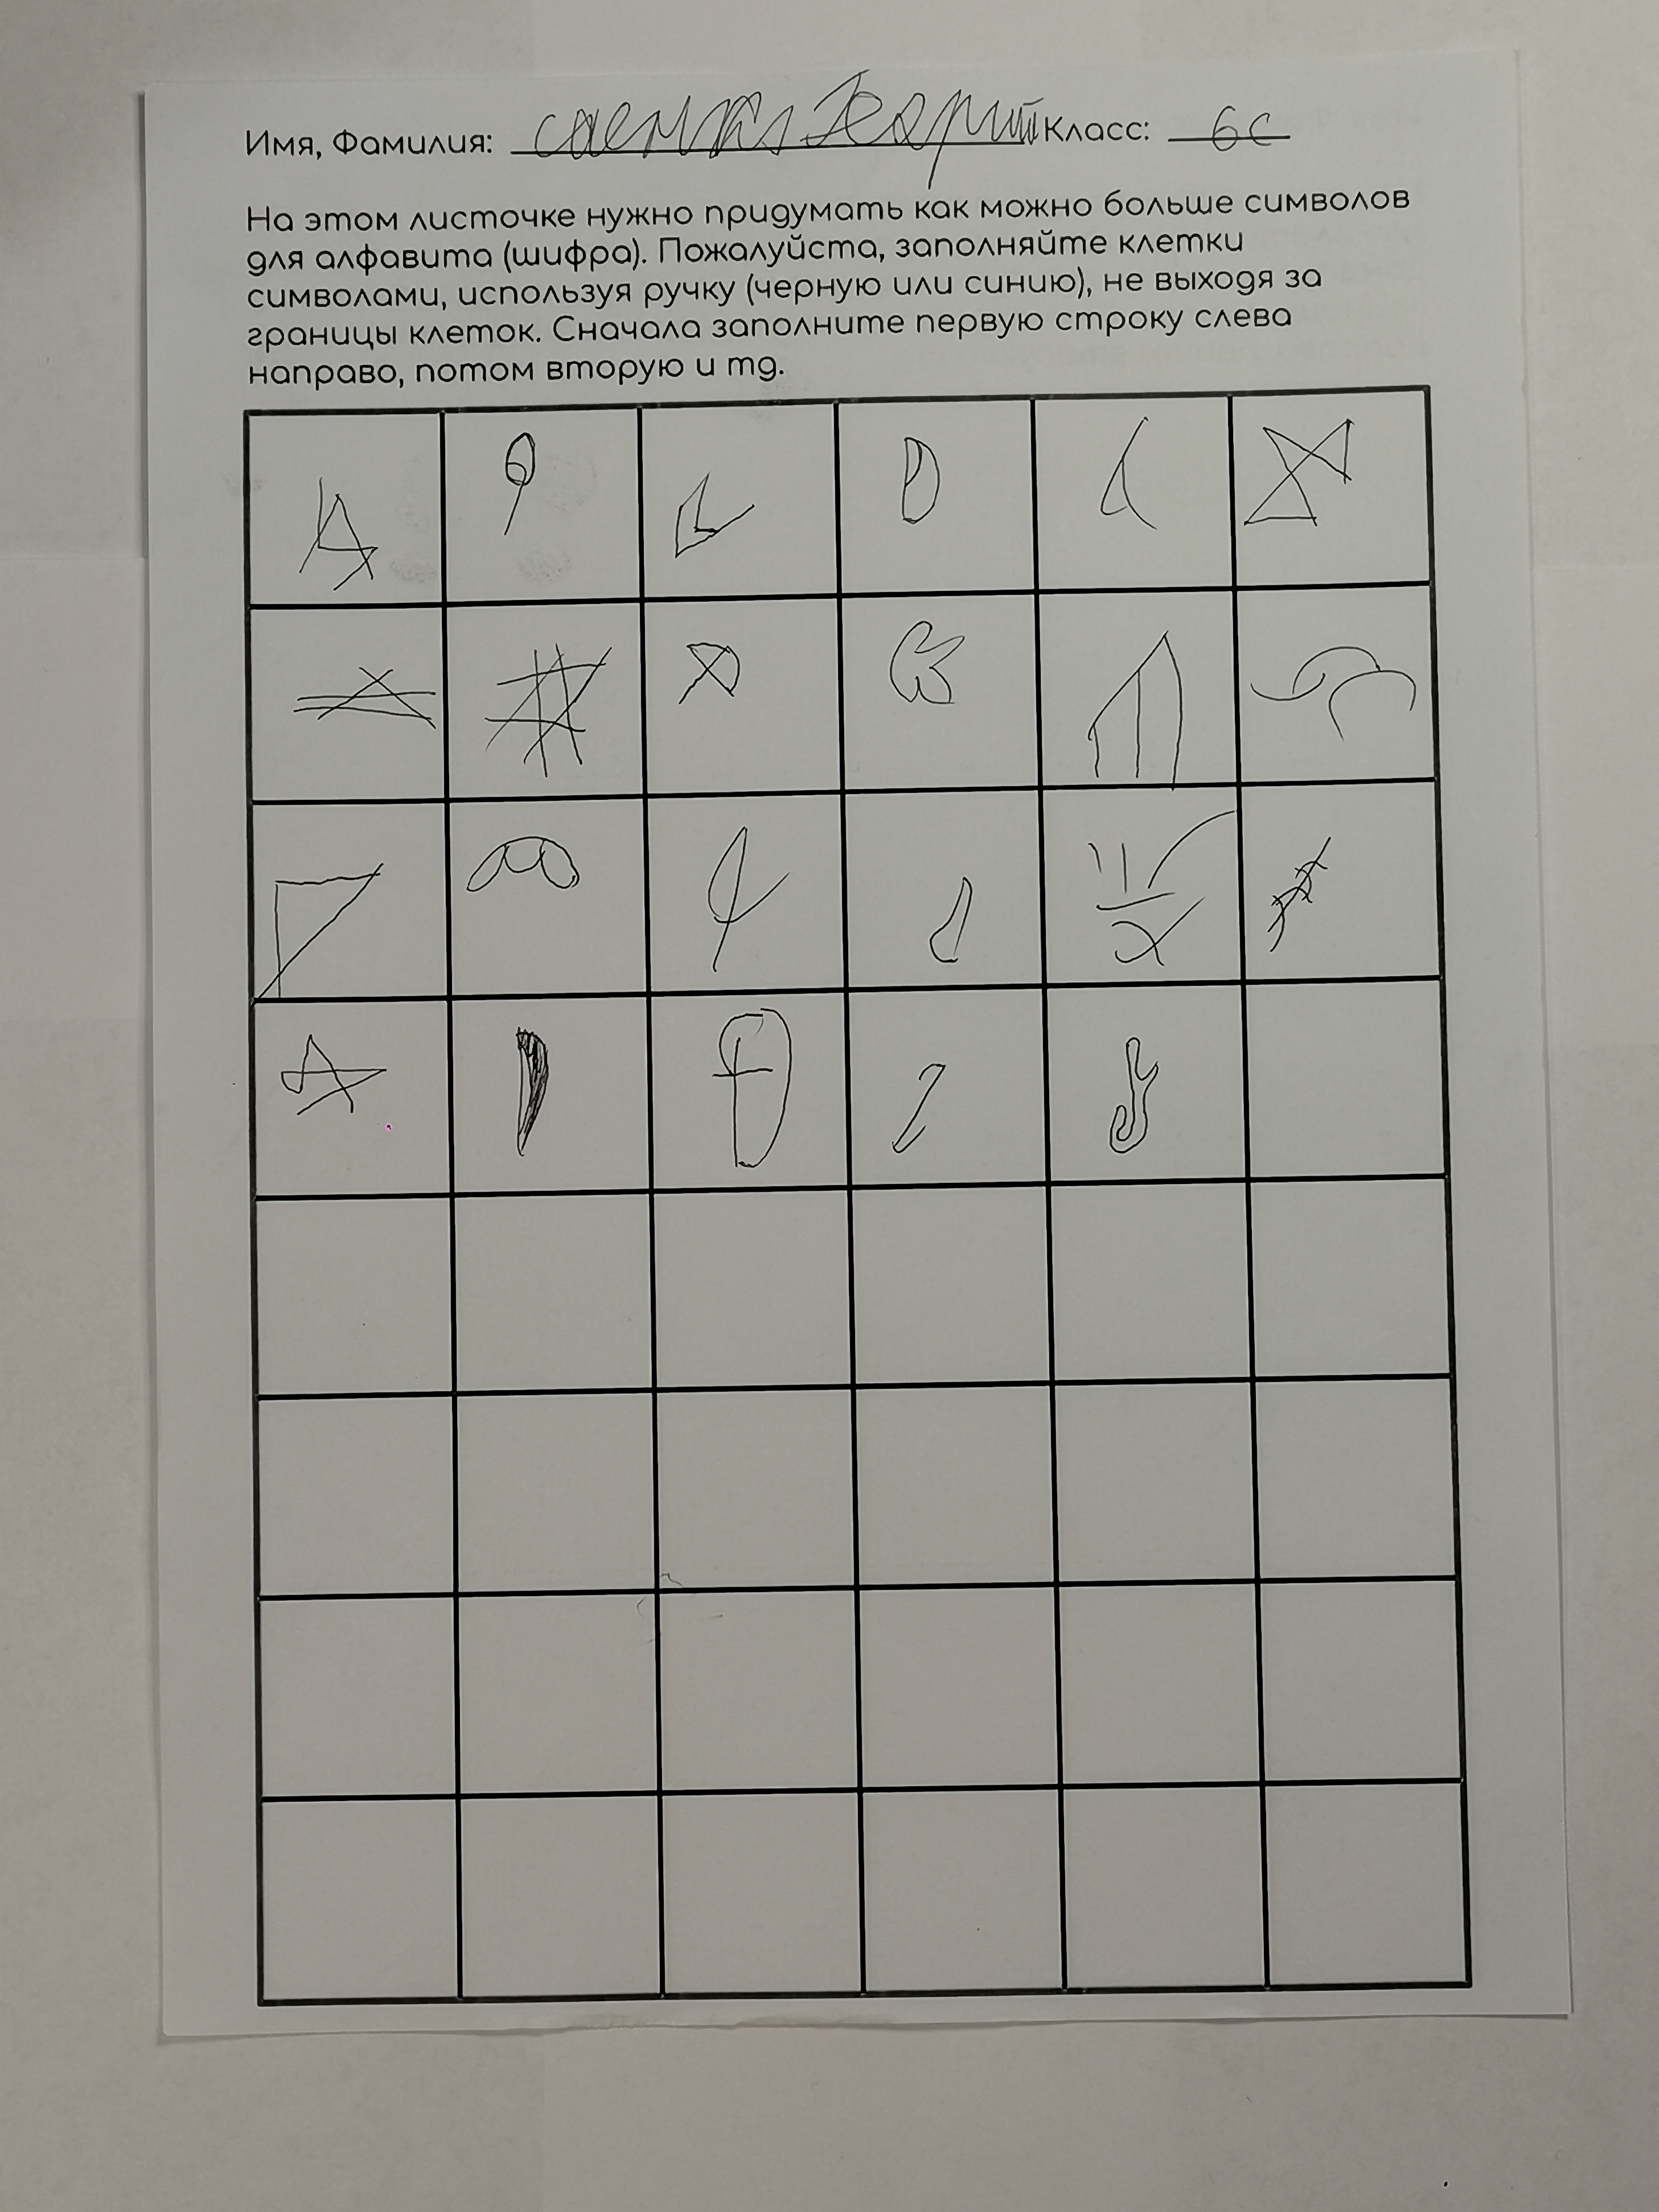 Имя, Фамилия: Класс: 6С
На этом листочке нужно придумать как можно больше символов
для алфавита (шифра). Пожалуйста, заполняйте клетки
символами, используя ручку (черную или синию), не выходя за
границы клеток. Сначала заполните первую строку слева
направо, потом вторую и тд.